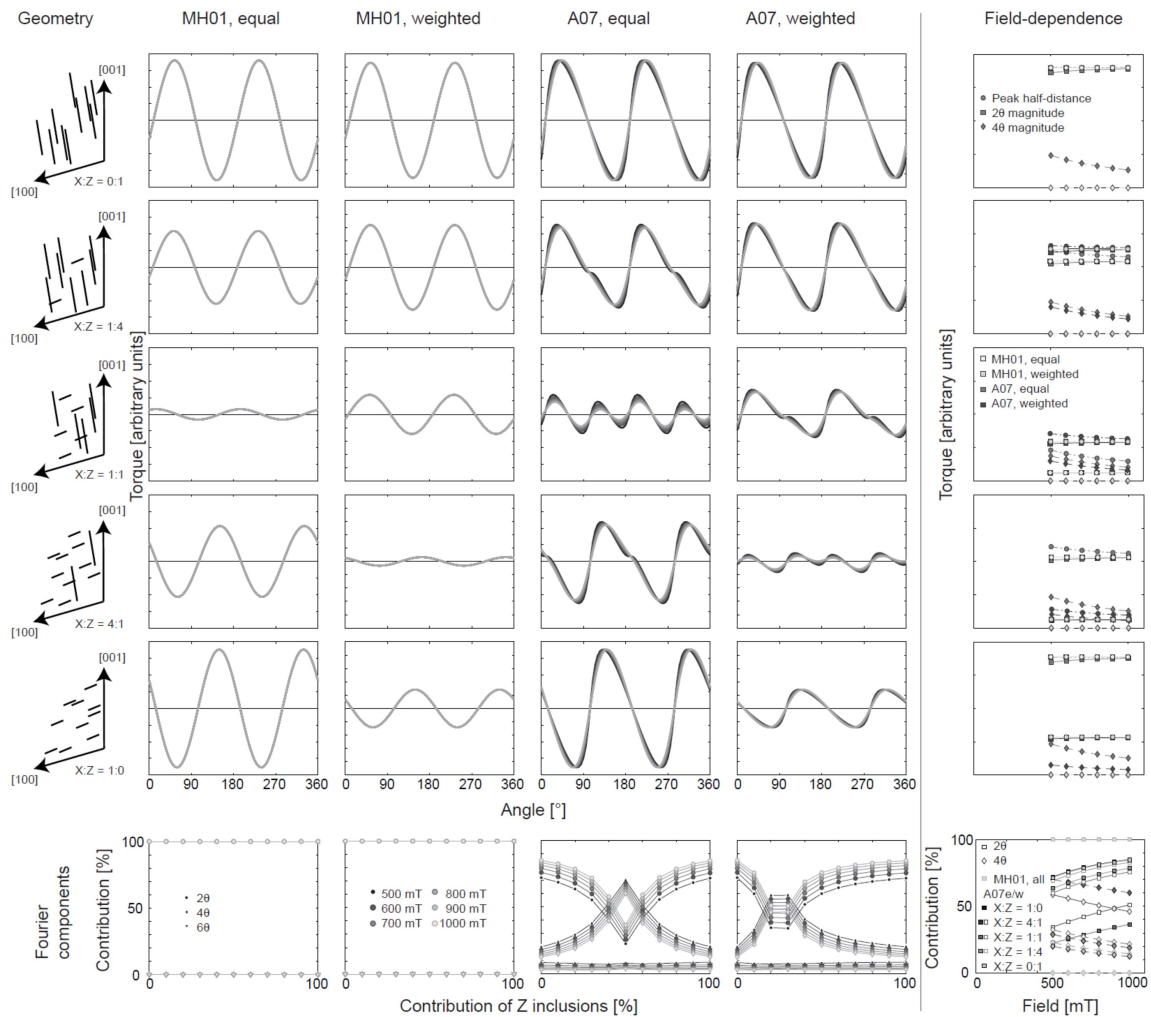 Geometry
MH01, equal
MH01, weighted
A07, equal
A07, weighted
Field-dependence
[001]
[100]
X:Z = 0:1
Peak half-distance
2θ magnitude
4θ magnitude
[001]
[100]
X:Z = 1:4
[001]
[100]
X:Z = 1:1
Torque [arbitrary units]
Torque [arbitrary units]
MH01, equal
MH01, weighted
A07, equal
A07, weighted
[001]
[100]
X:Z = 4:1
[001]
[100]
X:Z = 1:0
0 90 180 270 360
0 90 180 270 360
0 90 180 270 360
0 90 180 270 360
Angle [°]
Fourier components
Contribution [%]
100
50
0
2θ
4θ
6θ
500 mT
600 mT
700 mT
800 mT
900 mT
1000 mT
0 100
0 100
0 100
0 100
Contribution of Z inclusions [%]
Contribution [%]
100
50
0
2θ
4θ
MH01, all
A07e/w
X:Z = 1:0
X:Z = 4:1
X:Z = 1:1
X:Z = 1:4
X:Z = 0:1
0 500 1000
Field [mT]